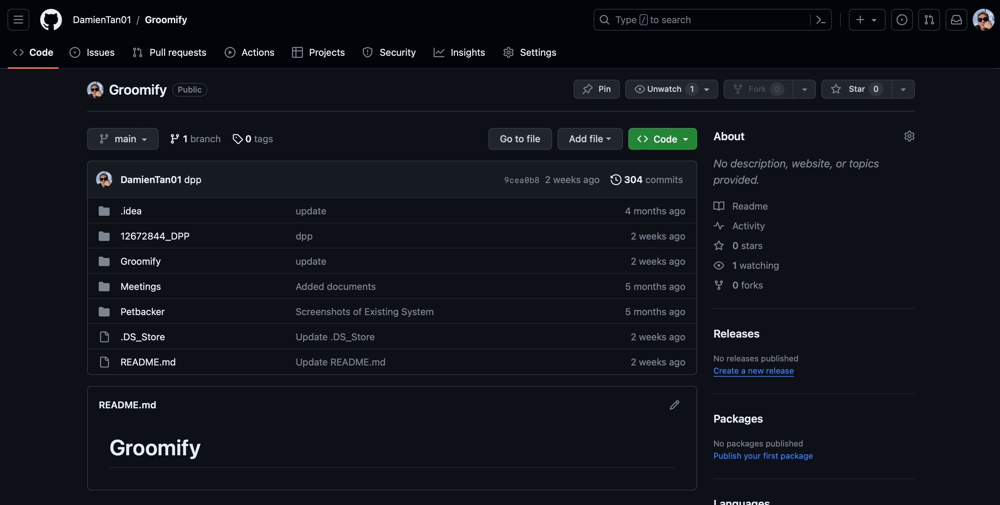 DamienTan01 / Groomify
Type / to search
Code Issues Pull requests Actions Projects Security Insights Settings
Groomify Public
Pin Unwatch 1 Fork 0 Star 0
main 1 branch 0 tags
Go to file Add file Code
DamienTan01 dpp 9cea0b8 2 weeks ago 304 commits
.idea update 4 months ago
12672844_DPP dpp 2 weeks ago
Groomify update 2 weeks ago
Meetings Added documents 5 months ago
Petbacker Screenshots of Existing System 5 months ago
.DS_Store Update .DS_Store 2 weeks ago
README.md Update README.md 2 weeks ago
README.md
Groomify
About
No description, website, or topics
provided.
Readme
Activity
0 stars
1 watching
0 forks
Releases
No releases published
Create a new release
Packages
No packages published
Publish your first package
Languages